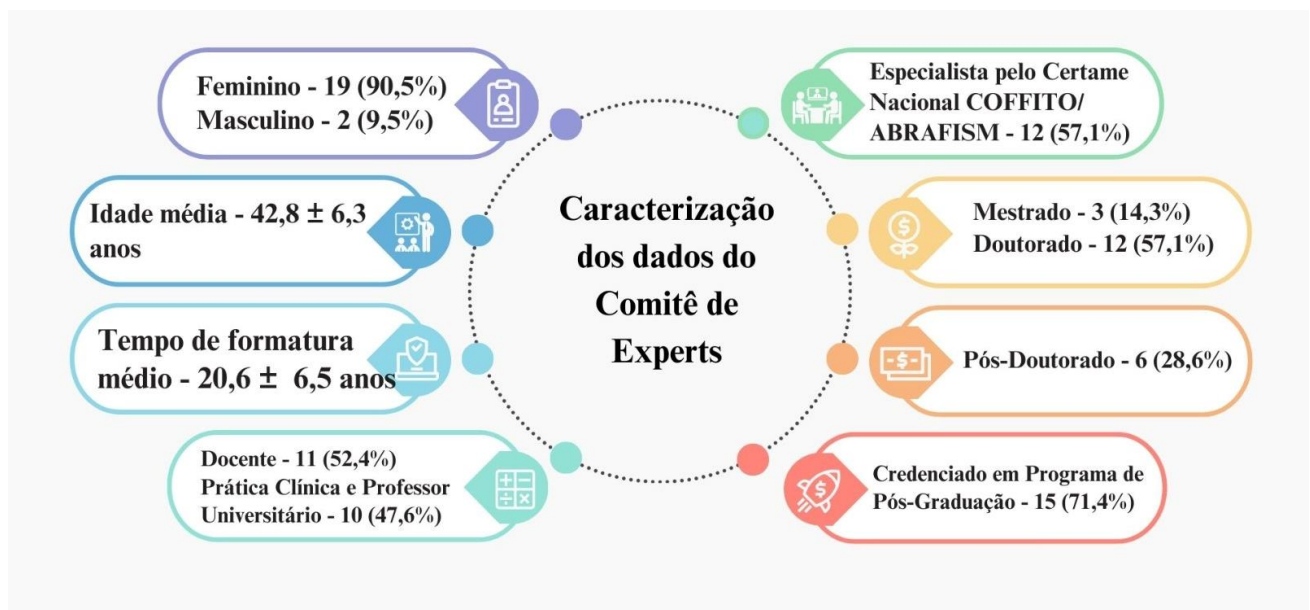 Feminino - 19 (90,5%)
Masculino - 2 (9,5%)
Idade média - 42,8 ± 6,3
anos
Tempo de formatura
médio - 20,6 ± 6,5 anos
Docente - 11 (52,4%)
Prática Clínica e Professor
Universitário - 10 (47,6%)
Caracterização
dos dados do
Comitê de
Experts
Especialista pelo Certame
Nacional COFFITO/
ABRAFISM - 12 (57,1%)
Mestrado - 3 (14,3%)
Doutorado - 12 (57,1%)
Pós-Doutorado - 6 (28,6%)
Credenciado em Programa de
Pós-Graduação - 15 (71,4%)